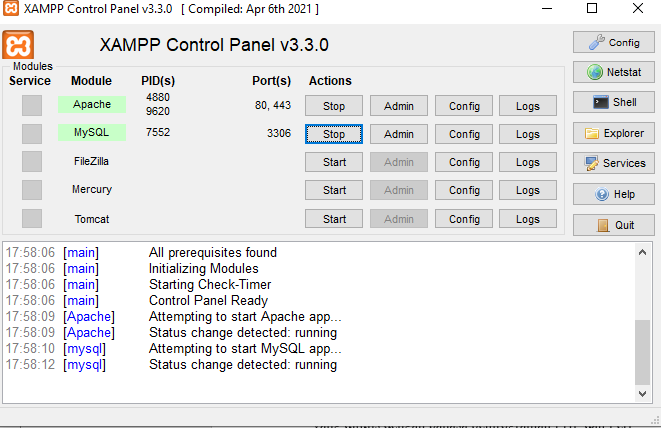 XAMPP Control Panel v3.3.0 [ Compiled: Apr 6th 2021 ]
XAMPP Control Panel v3.3.0
Config
Modules
Service Module PID(s) Port(s) Actions
Netstat
Apache 4880 9620 80, 443 Stop Admin Config Logs
Shell
MySQL 7552 3306 Stop Admin Config Logs
Explorer
FileZilla Start Admin Config Logs
Services
Mercury Start Admin Config Logs
Help
Tomcat Start Admin Config Logs
Quit
17:58:06 [main] All prerequisites found
17:58:06 [main] Initializing Modules
17:58:06 [main] Starting Check-Timer
17:58:06 [main] Control Panel Ready
17:58:09 [Apache] Attempting to start Apache app...
17:58:09 [Apache] Status change detected: running
17:58:10 [mysql] Attempting to start MySQL app...
17:58:12 [mysql] Status change detected: running